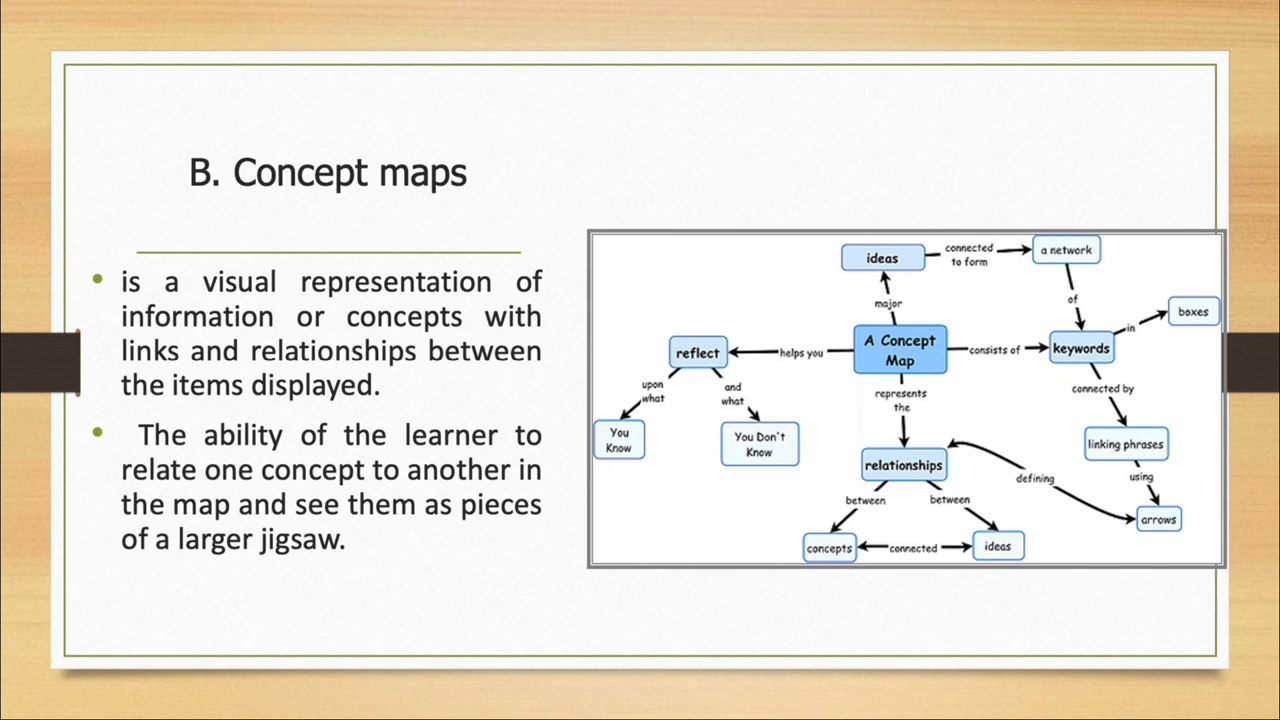 B. Concept maps
• is a visual representation of
information or concepts with
links and relationships between
the items displayed.
• The ability of the learner to
relate one concept to another in
the map and see them as pieces
of a larger jigsaw.
ideas
connected
to form
a network
major
of
boxes
in
A Concept
Map
consists of
keywords
helps you
reflect
upon
what
and
what
You
Know
You Don't
Know
represents
the
connected by
relationships
linking phrases
between
between
defining
using
arrows
concepts
connected
ideas